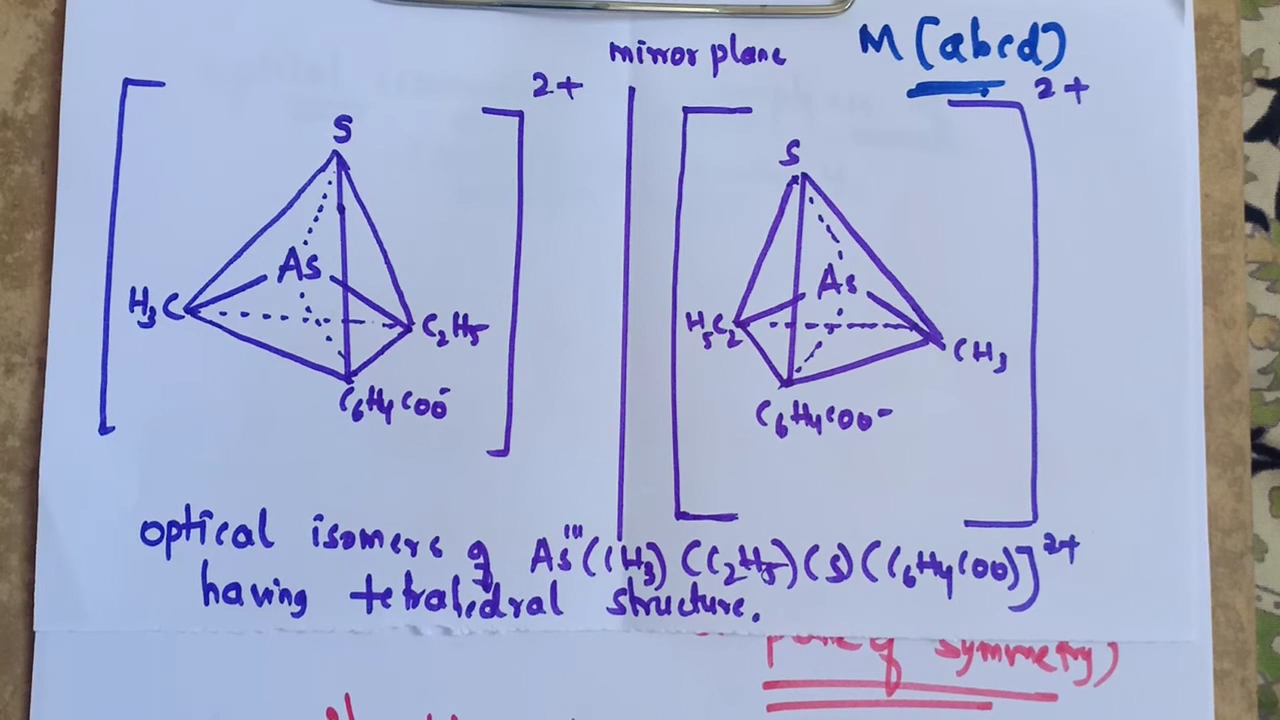 mirror plane
M(abcd)
2+
2+
S
S
As
As
H₃C
C₂H₅
H₅C₂
CH₃
C₆H₄COO⁻
C₆H₄COO⁻
optical isomers of As'''(CH₃)(C₂H₅)(S)(C₆H₄COO)]²⁺
having tetrahedral structure.
symmetry)